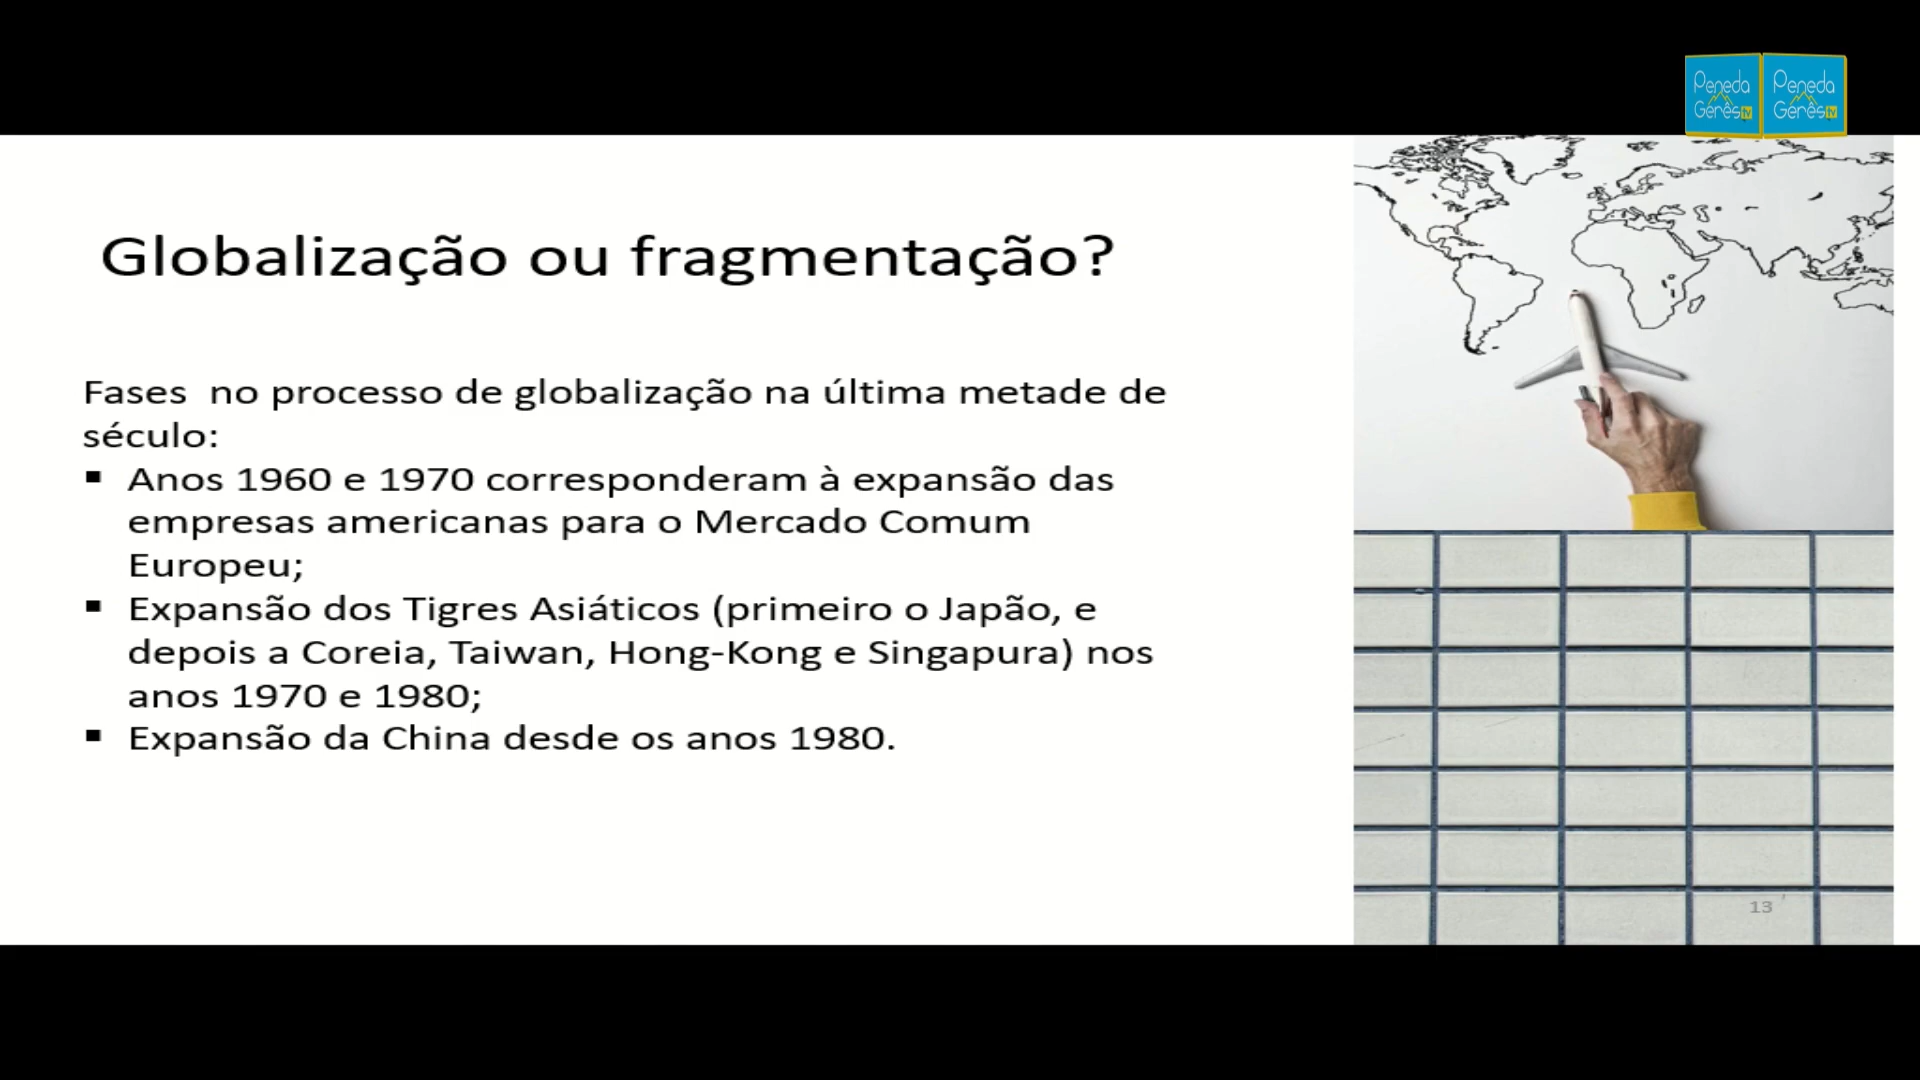 Peneda Peneda
Gerês tv Gerês tv
Globalização ou fragmentação?
Fases no processo de globalização na última metade de
século:
▪ Anos 1960 e 1970 corresponderam à expansão das
empresas americanas para o Mercado Comum
Europeu;
▪ Expansão dos Tigres Asiáticos (primeiro o Japão, e
depois a Coreia, Taiwan, Hong-Kong e Singapura) nos
anos 1970 e 1980;
▪ Expansão da China desde os anos 1980.
13